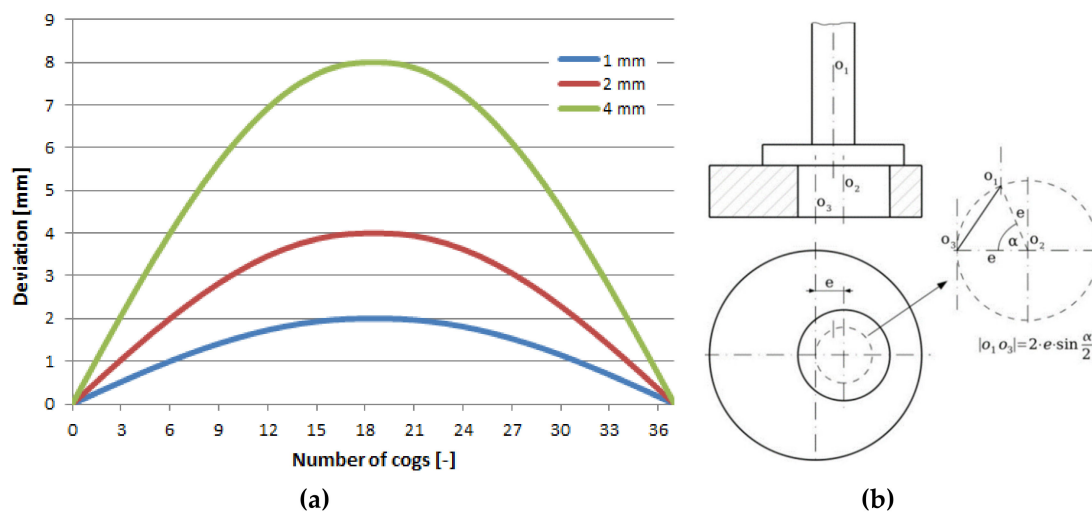 9
8
7
6
5
4
3
2
1
0
Deviation [mm]
1 mm
2 mm
4 mm
0 3 6 9 12 15 18 21 24 27 30 33 36
Number of cogs [-]
(a)
o₁
o₂
o₃
e
o₁
e
o₃
α
o₂
e
|o₁ o₃|=2·e·sin α/2
(b)